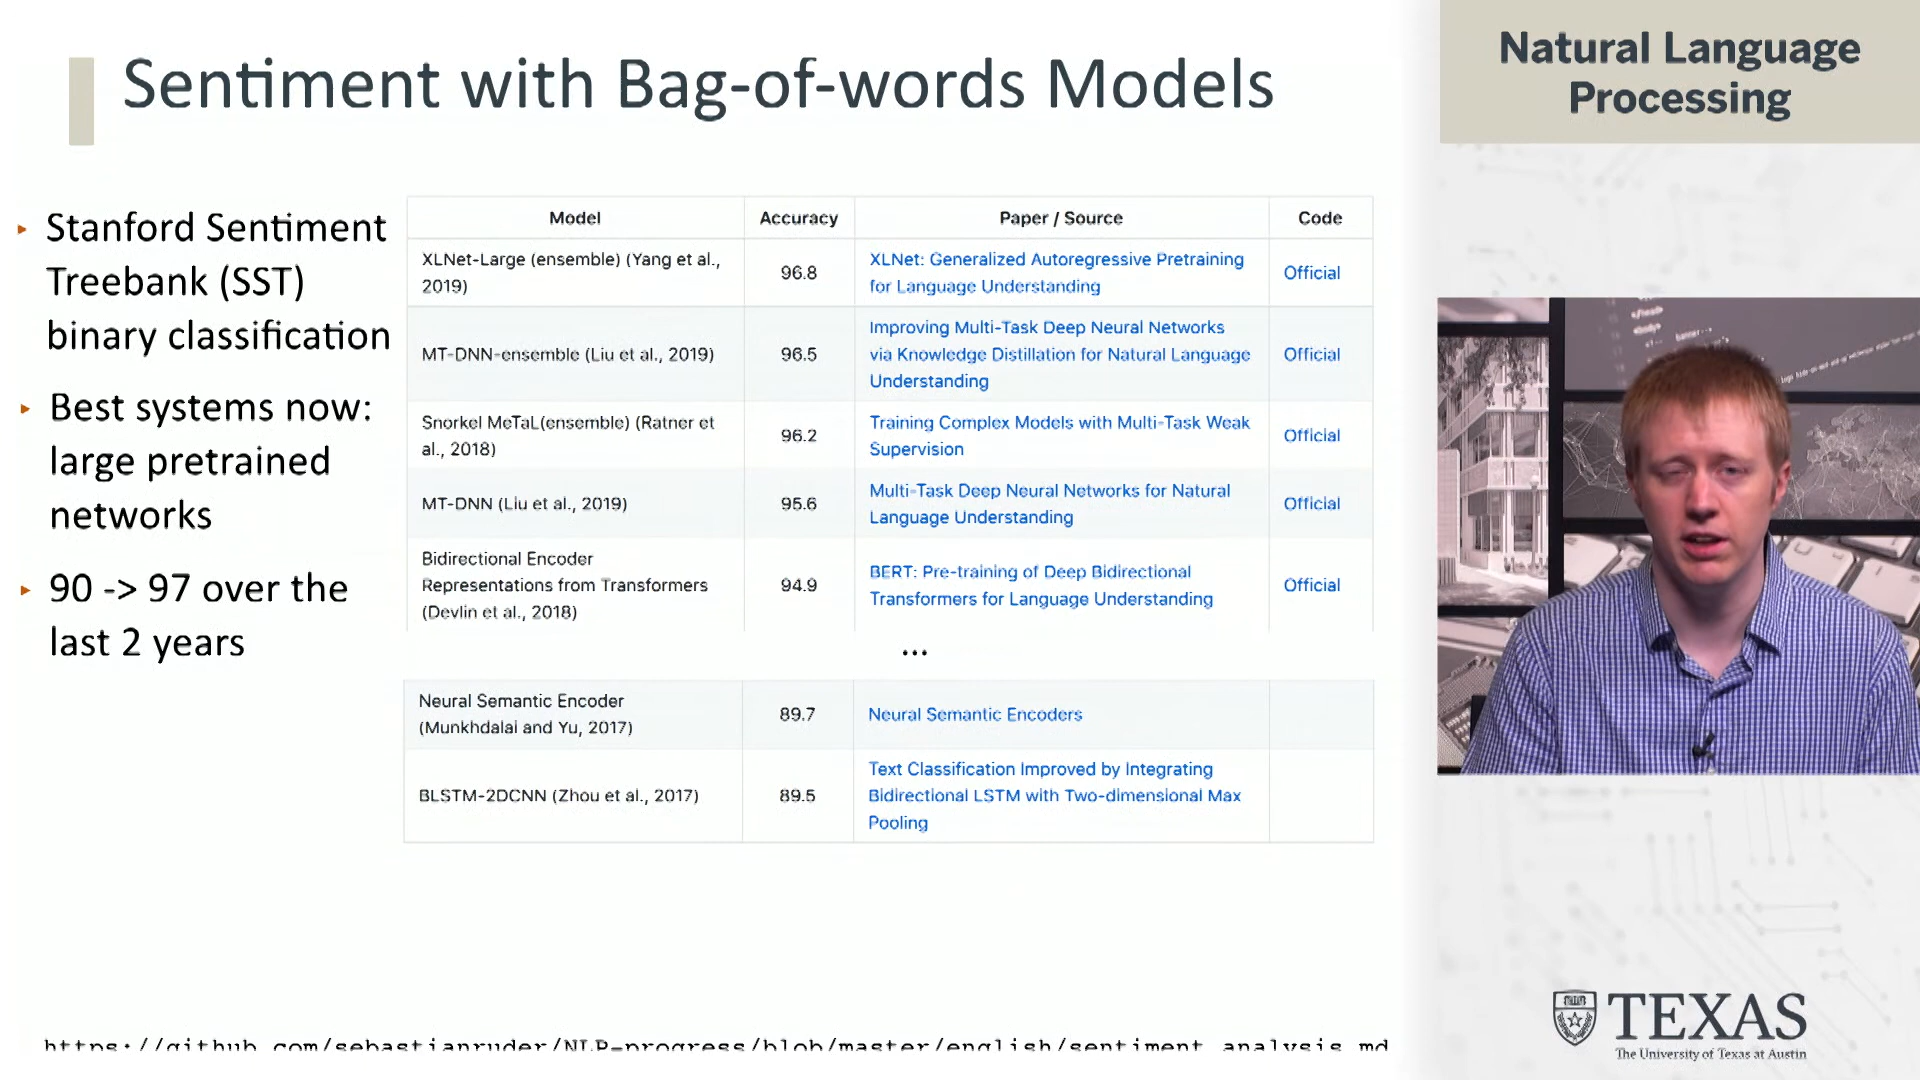 Sentiment with Bag-of-words Models
Natural Language
Processing
▸ Stanford Sentiment
Treebank (SST)
binary classification
▸ Best systems now:
large pretrained
networks
▸ 90 -> 97 over the
last 2 years
Model Accuracy Paper / Source Code
XLNet-Large (ensemble) (Yang et al.,
2019)
96.8
XLNet: Generalized Autoregressive Pretraining
for Language Understanding
Official
MT-DNN-ensemble (Liu et al., 2019)
96.5
Improving Multi-Task Deep Neural Networks
via Knowledge Distillation for Natural Language
Understanding
Official
Snorkel MeTaL(ensemble) (Ratner et
al., 2018)
96.2
Training Complex Models with Multi-Task Weak
Supervision
Official
MT-DNN (Liu et al., 2019)
95.6
Multi-Task Deep Neural Networks for Natural
Language Understanding
Official
Bidirectional Encoder
Representations from Transformers
(Devlin et al., 2018)
94.9
BERT: Pre-training of Deep Bidirectional
Transformers for Language Understanding
Official
...
Neural Semantic Encoder
(Munkhdalai and Yu, 2017)
89.7
Neural Semantic Encoders
BLSTM-2DCNN (Zhou et al., 2017)
89.5
Text Classification Improved by Integrating
Bidirectional LSTM with Two-dimensional Max
Pooling
https://github.com/sebastianruder/NLP-progress/blob/master/english/sentiment_analysis.md
TEXAS
The University of Texas at Austin